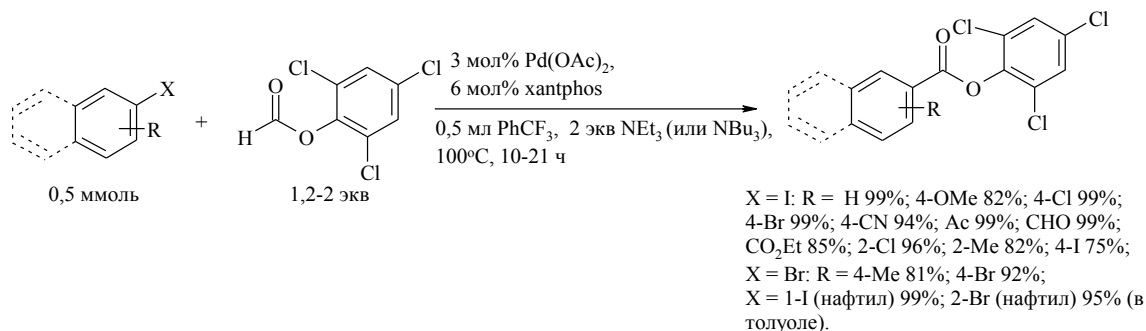 X
R
+
O
H
O
Cl
Cl
Cl
3 мол% Pd(OAc)₂,
6 мол% xantphos
0,5 мл PhCF₃, 2 экв NEt₃ (или NBu₃),
100°C, 10-21 ч
O
O
R
Cl
Cl
Cl
0,5 ммоль
1,2-2 экв
X = I: R = H 99%; 4-OMe 82%; 4-Cl 99%;
4-Br 99%; 4-CN 94%; Ac 99%; CHO 99%;
CO₂Et 85%; 2-Cl 96%; 2-Me 82%; 4-I 75%;
X = Br: R = 4-Me 81%; 4-Br 92%;
X = 1-I (нафтил) 99%; 2-Br (нафтил) 95% (в
толуоле).